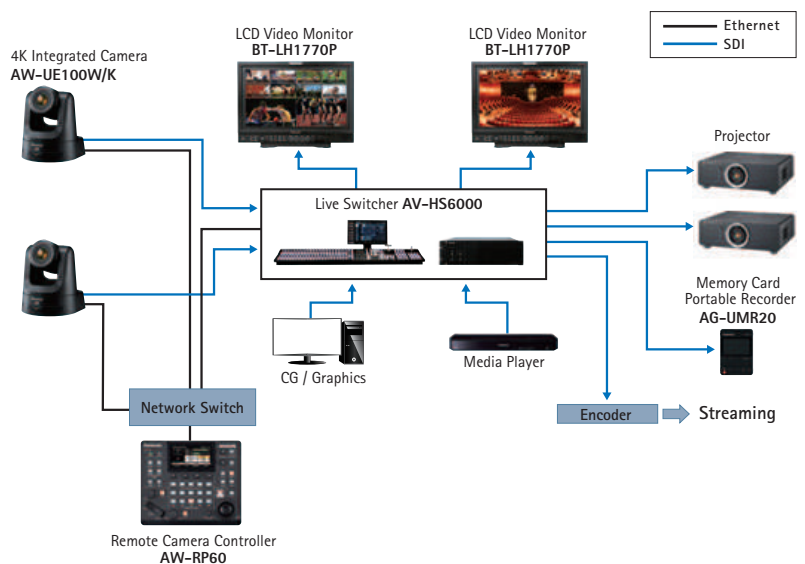 Ethernet
SDI
4K Integrated Camera
AW-UE100W/K
LCD Video Monitor
BT-LH1770P
LCD Video Monitor
BT-LH1770P
Projector
Live Switcher AV-HS6000
Memory Card
Portable Recorder
AG-UMR20
CG / Graphics
Media Player
Network Switch
Encoder
Streaming
Remote Camera Controller
AW-RP60